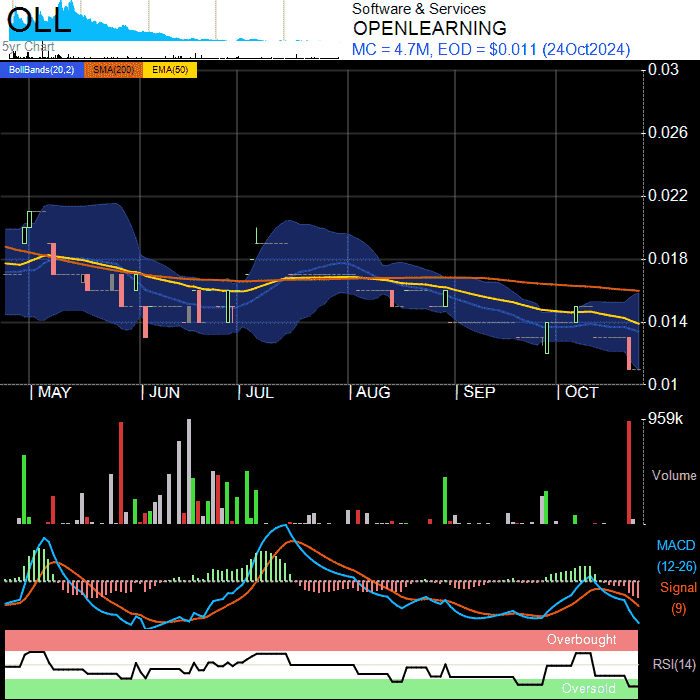 OLL
5yr Chart
Software & Services
OPENLEARNING
MC = 4.7M, EOD = $0.011 (24Oct2024)
BollBands(20,2) SMA(200) EMA(50)
0.03
0.026
0.022
0.018
0.014
0.01
MAY JUN JUL AUG SEP OCT
959k
Volume
MACD
(12-26)
Signal
(9)
Overbought
RSI(14)
Oversold